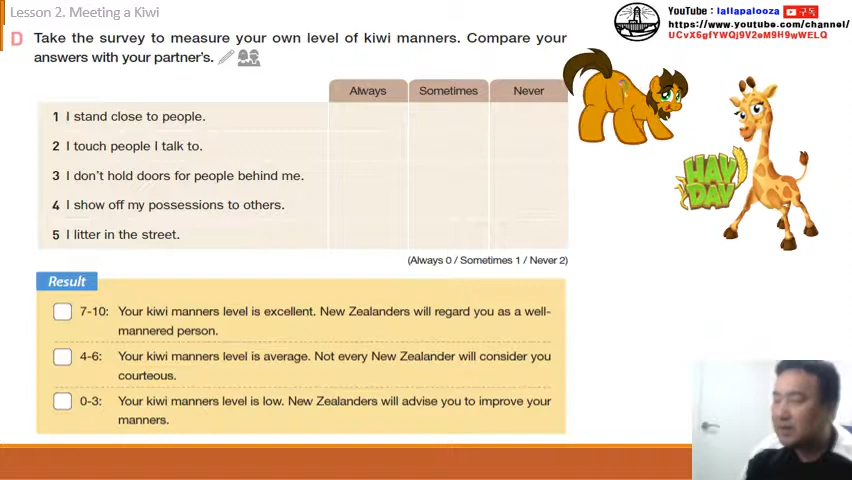 Lesson 2. Meeting a Kiwi
YouTube : lallapalooza 구독
https://www.youtube.com/channel/
UCvX6gfYWQj9V2eM9H9wWELQ
D Take the survey to measure your own level of kiwi manners. Compare your
answers with your partner's.
Always Sometimes Never
1 I stand close to people.
2 I touch people I talk to.
3 I don't hold doors for people behind me.
4 I show off my possessions to others.
5 I litter in the street.
(Always 0 / Sometimes 1 / Never 2)
HAY
DAY
Result
7-10: Your kiwi manners level is excellent. New Zealanders will regard you as a well-
mannered person.
4-6: Your kiwi manners level is average. Not every New Zealander will consider you
courteous.
0-3: Your kiwi manners level is low. New Zealanders will advise you to improve your
manners.